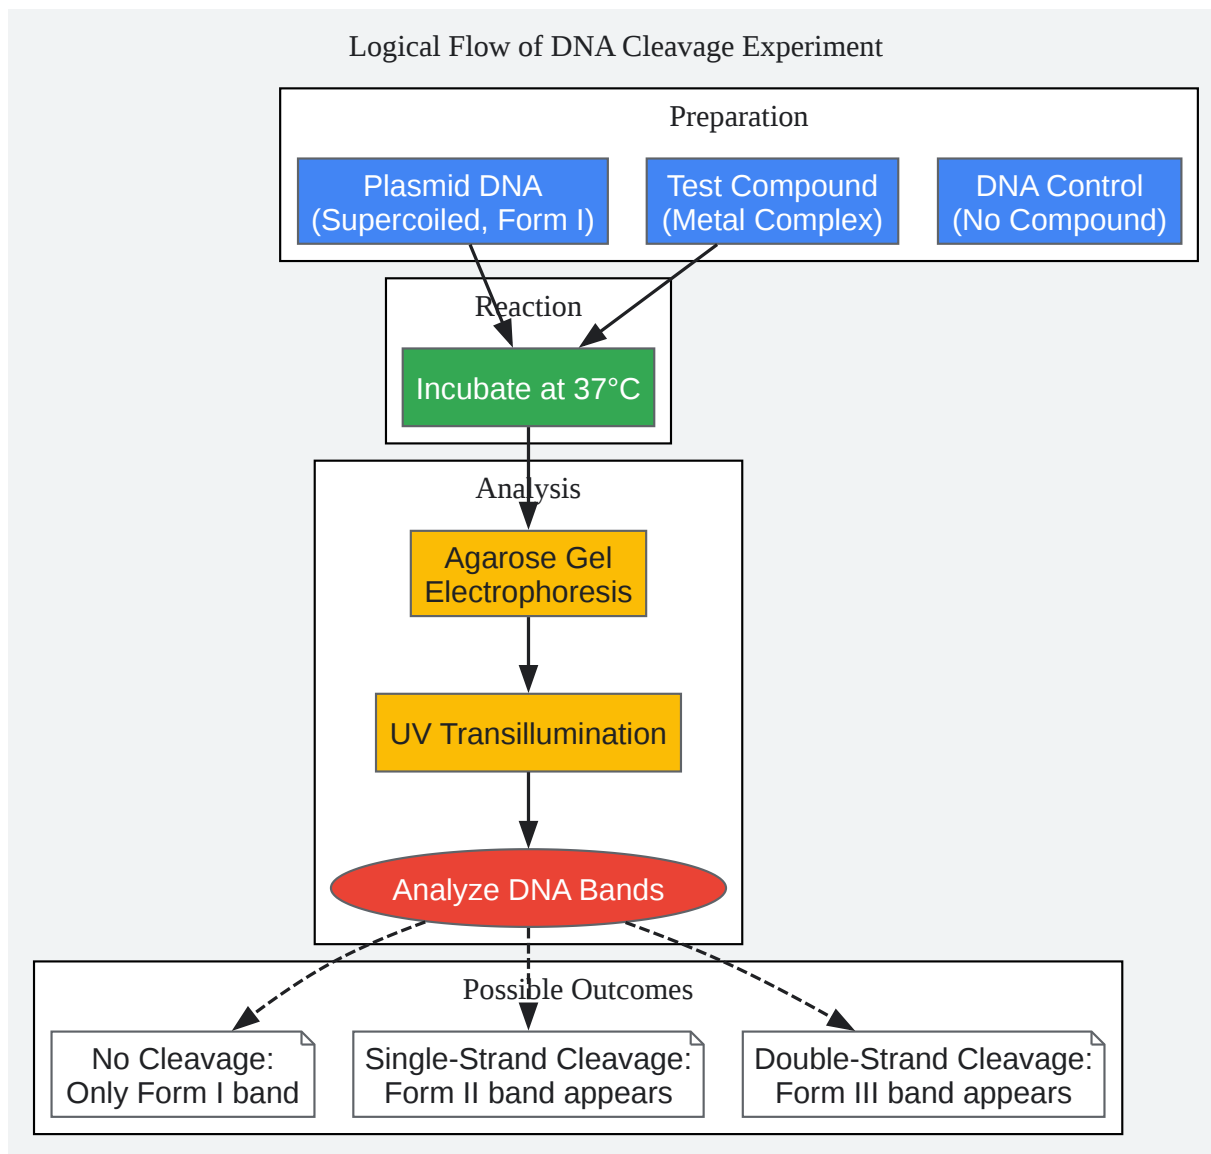 Logical Flow of DNA Cleavage Experiment
Preparation
Plasmid DNA
(Supercoiled, Form I)
Test Compound
(Metal Complex)
DNA Control
(No Compound)
Reaction
Incubate at 37°C
Analysis
Agarose Gel
Electrophoresis
UV Transillumination
Analyze DNA Bands
Possible Outcomes
No Cleavage:
Only Form I band
Single-Strand Cleavage:
Form II band appears
Double-Strand Cleavage:
Form III band appears